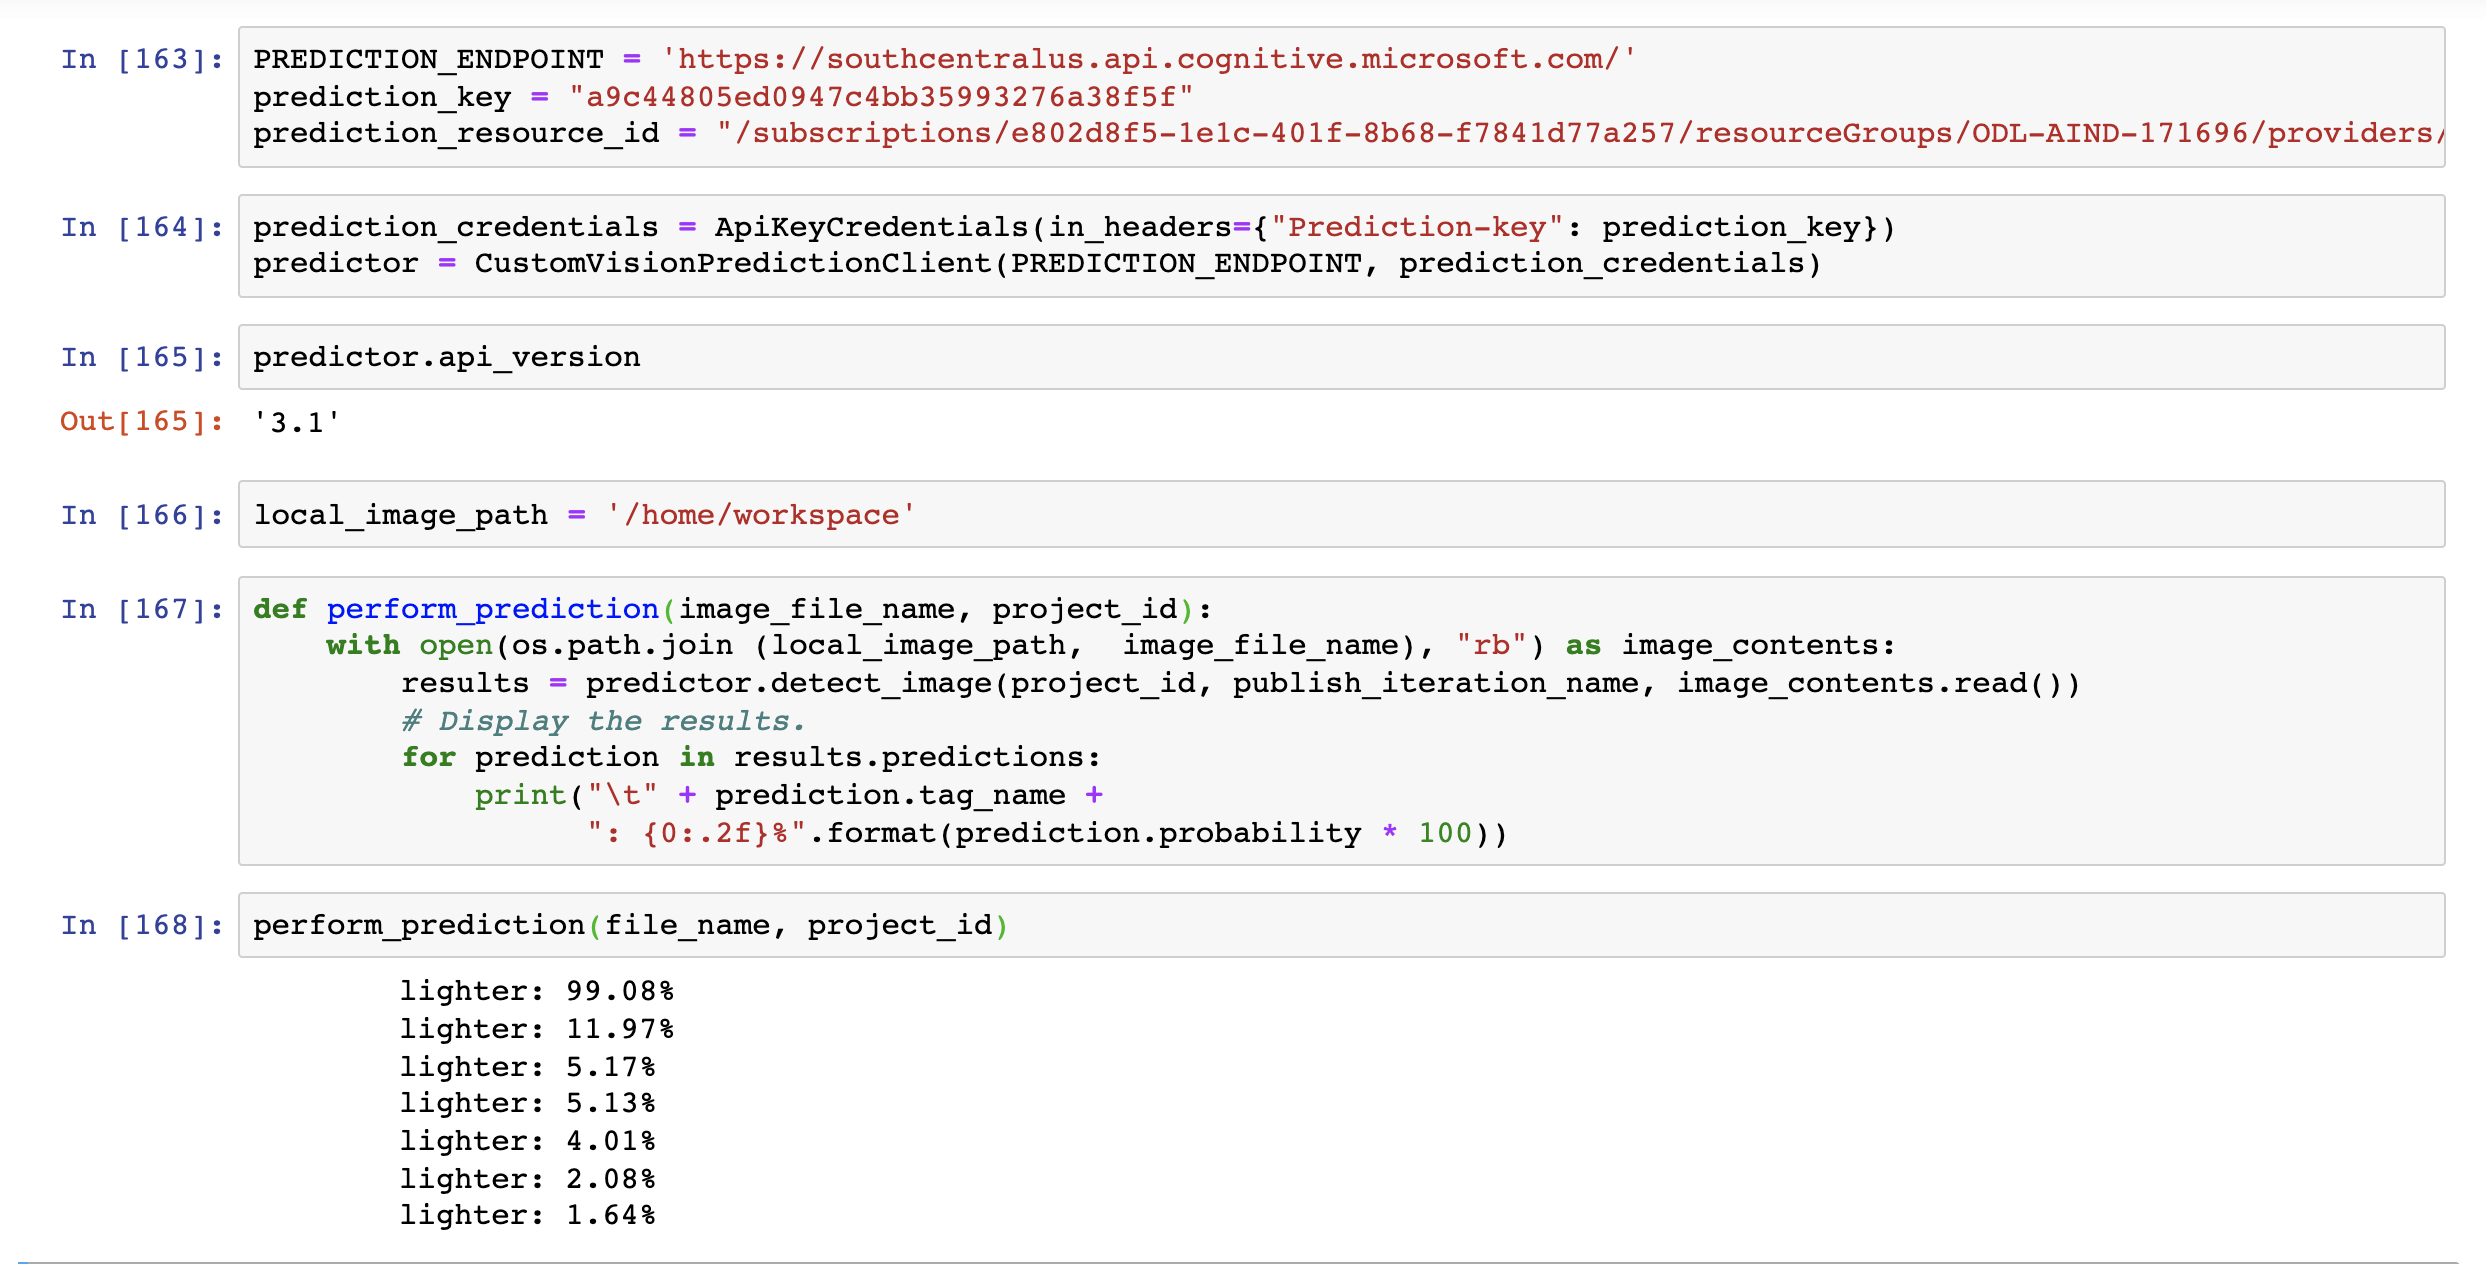 In [163]: PREDICTION_ENDPOINT = 'https://southcentralus.api.cognitive.microsoft.com/'
prediction_key = "a9c44805ed0947c4bb35993276a38f5f"
prediction_resource_id = "/subscriptions/e802d8f5-1e1c-401f-8b68-f7841d77a257/resourceGroups/ODL-AIND-171696/providers/
In [164]: prediction_credentials = ApiKeyCredentials(in_headers={"Prediction-key": prediction_key})
predictor = CustomVisionPredictionClient(PREDICTION_ENDPOINT, prediction_credentials)
In [165]: predictor.api_version
Out[165]: '3.1'
In [166]: local_image_path = '/home/workspace'
In [167]: def perform_prediction(image_file_name, project_id):
    with open(os.path.join (local_image_path,  image_file_name), "rb") as image_contents:
        results = predictor.detect_image(project_id, publish_iteration_name, image_contents.read())
        # Display the results.
        for prediction in results.predictions:
            print("\t" + prediction.tag_name +
                  ": {0:.2f}%".format(prediction.probability * 100))
In [168]: perform_prediction(file_name, project_id)
lighter: 99.08%
lighter: 11.97%
lighter: 5.17%
lighter: 5.13%
lighter: 4.01%
lighter: 2.08%
lighter: 1.64%